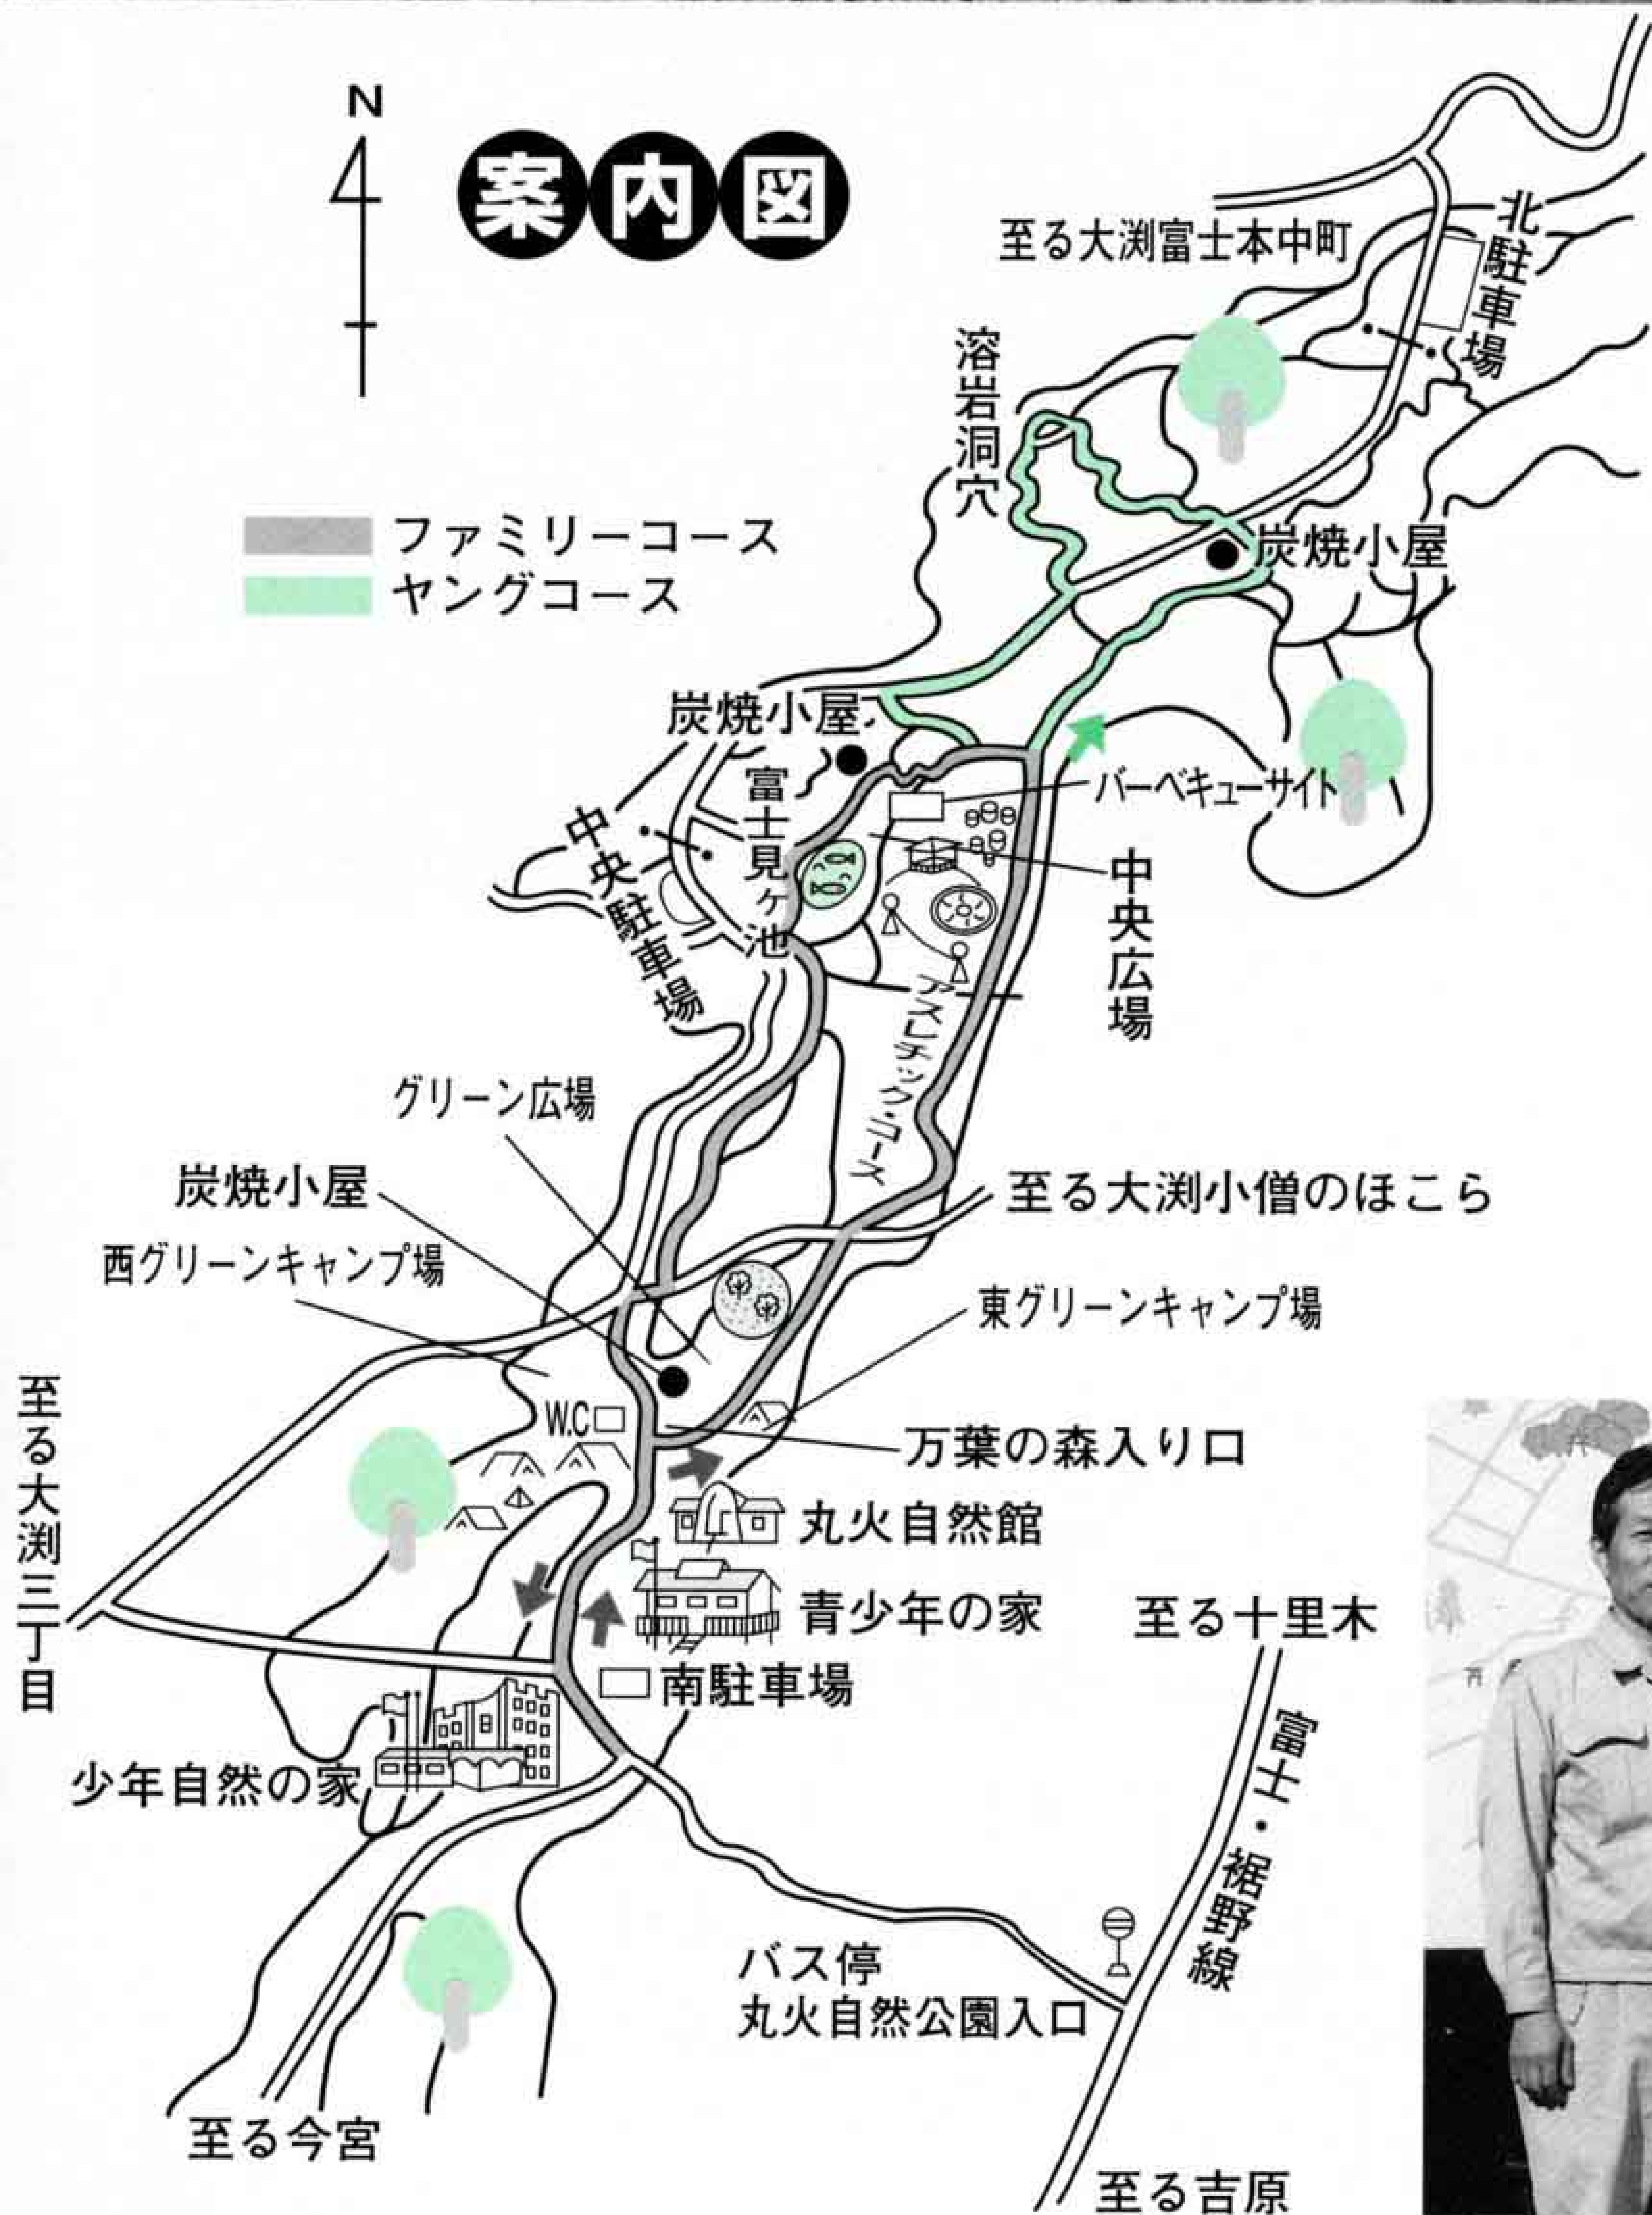 N
案内図
至る大渕富士本中町
北駐車場
溶岩洞穴
ファミリーコース
ヤングコース
炭焼小屋
炭焼小屋
富士見ヶ池
バーベキューサイト
中央駐車場
中央広場
アスレチック・コース
グリーン広場
炭焼小屋
至る大渕小僧のほこら
西グリーンキャンプ場
東グリーンキャンプ場
至る大渕三丁目
W.C
万葉の森入り口
丸火自然館
青少年の家
至る十里木
南駐車場
富士・裾野線
少年自然の家
バス停
丸火自然公園入口
至る今宮
至る吉原